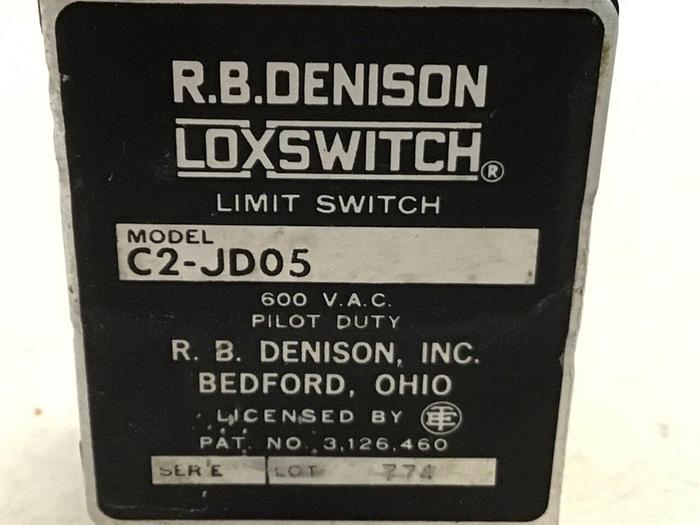 R.B.DENISON
LOXSWITCH®
LIMIT SWITCH
MODEL
C2-JD05
600 V.A.C.
PILOT DUTY
R. B. DENISON, INC.
BEDFORD, OHIO
LICENSED BY
PAT. NO. 3,126,460
SER E LOT 774